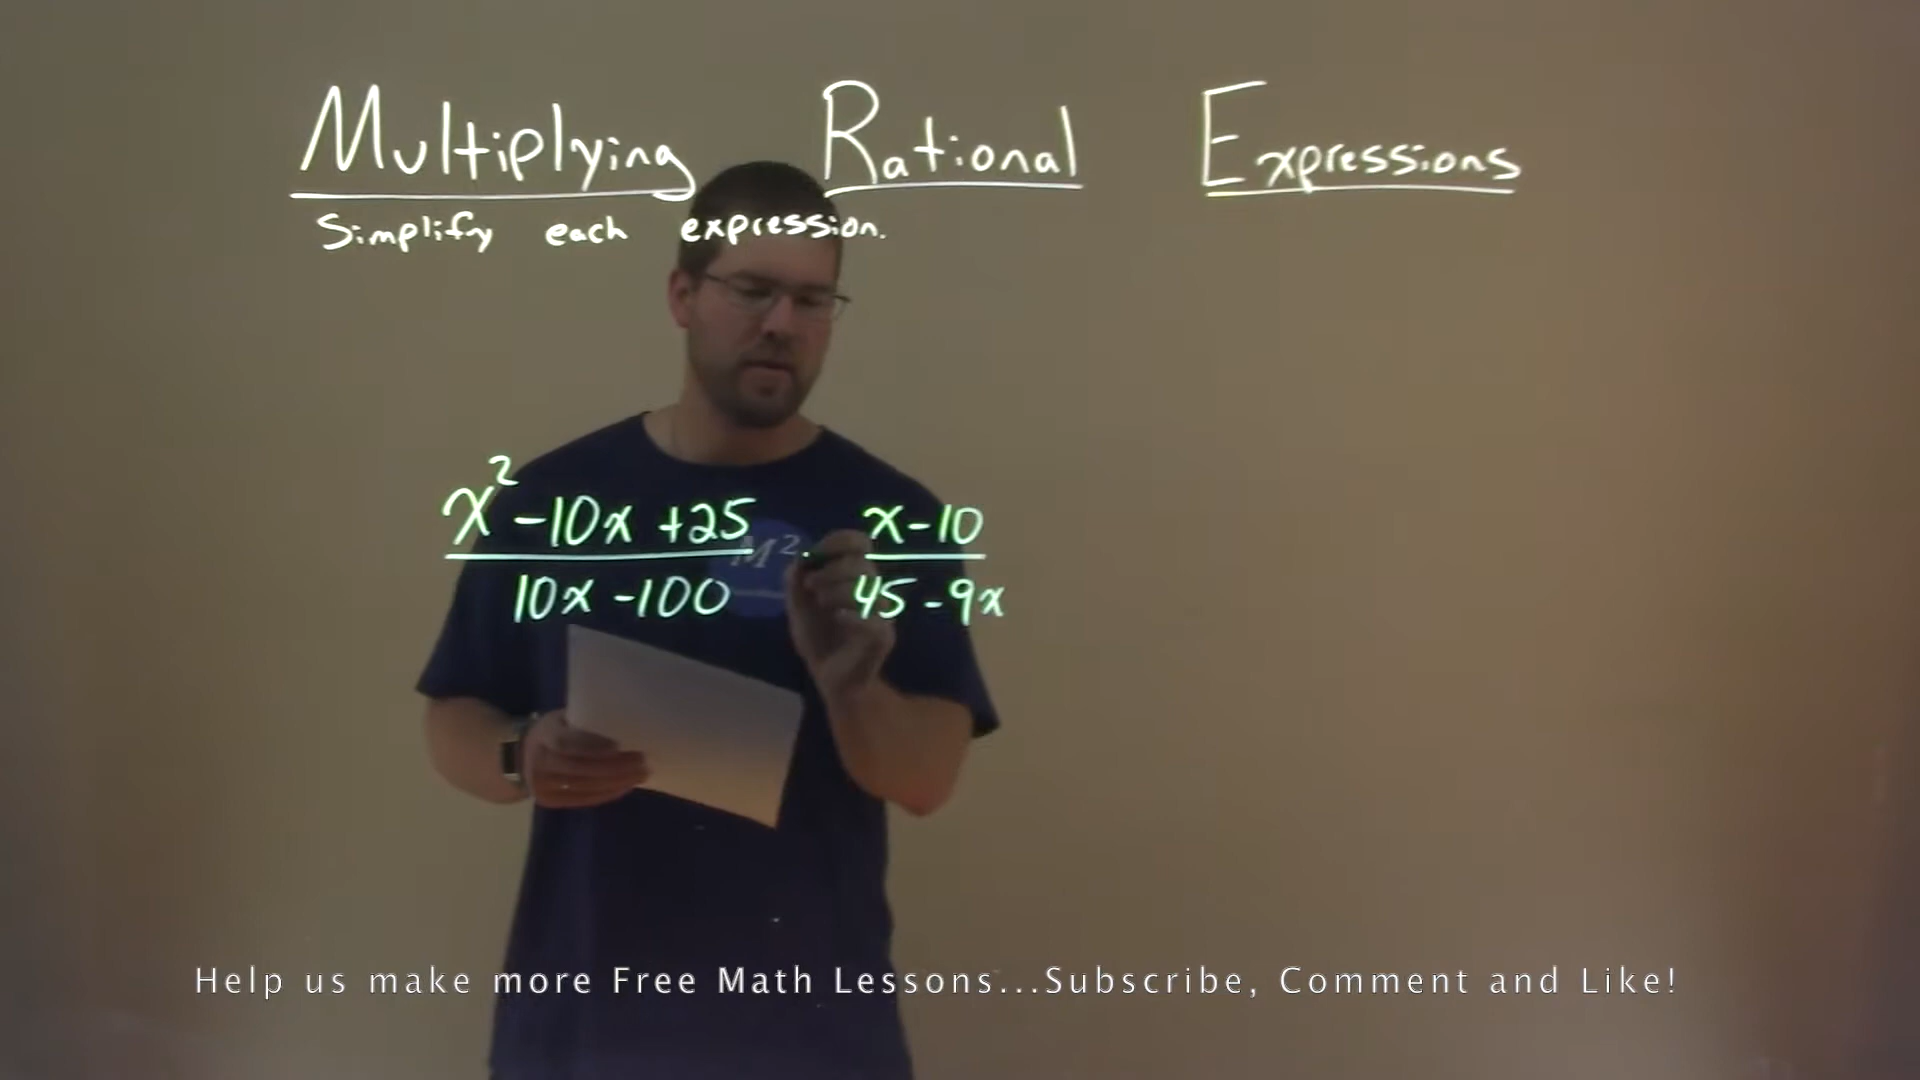 Multiplying Rational Expressions
Simplify each expression.
x² -10x +25 · x-10
10x -100 45 -9x
M²
Help us make more Free Math Lessons...Subscribe, Comment and Like!